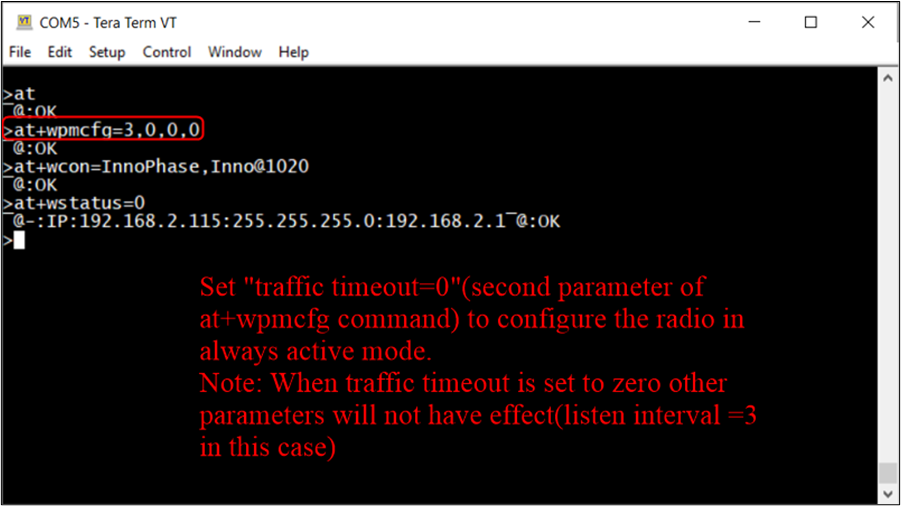 COM5 - Tera Term VT
File Edit Setup Control Window Help
>at
@:OK
>at+wpmcfg=3,0,0,0
@:OK
>at+wcon=InnoPhase,Inno@1020
@:OK
>at+wstatus=0
@-:IP:192.168.2.115:255.255.255.0:192.168.2.1 @:OK
>
Set "traffic timeout=0"(second parameter of
at+wpmcfg command) to configure the radio in
always active mode.
Note: When traffic timeout is set to zero other
parameters will not have effect(listen interval =3
in this case)